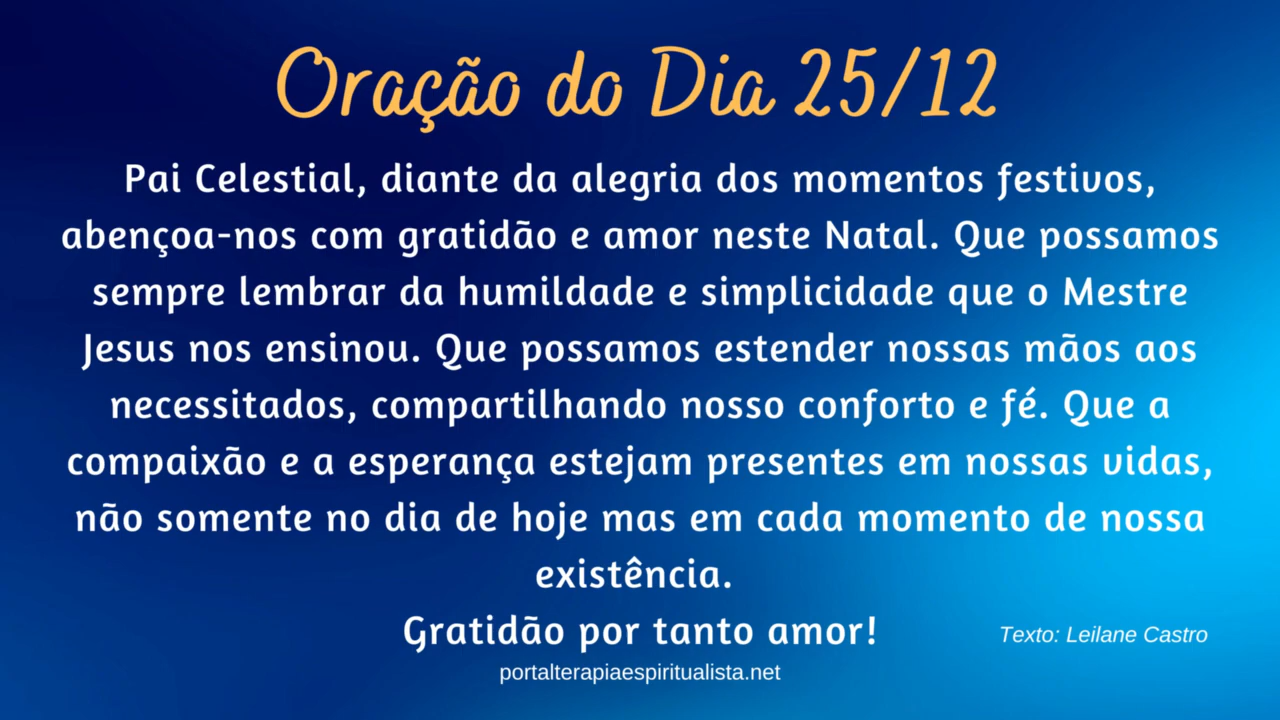 Oração do Dia 25/12
Pai Celestial, diante da alegria dos momentos festivos,
abençoa-nos com gratidão e amor neste Natal. Que possamos
sempre lembrar da humildade e simplicidade que o Mestre
Jesus nos ensinou. Que possamos estender nossas mãos aos
necessitados, compartilhando nosso conforto e fé. Que a
compaixão e a esperança estejam presentes em nossas vidas,
não somente no dia de hoje mas em cada momento de nossa
existência.
Gratidão por tanto amor!
Texto: Leilane Castro
portalterapiaespiritualista.net